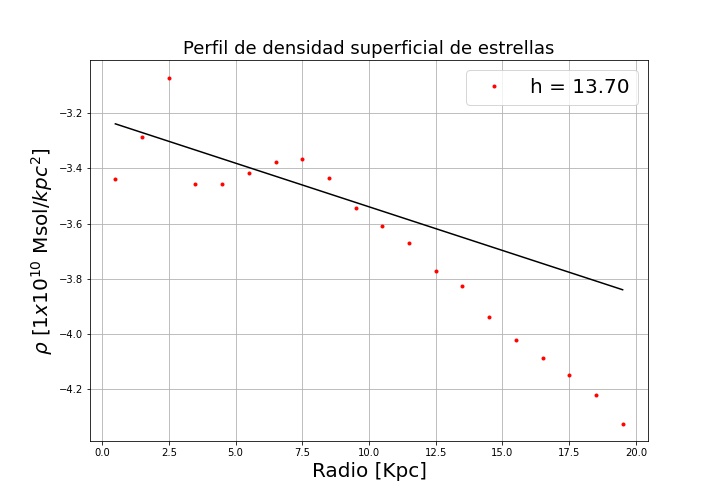 Perfil de densidad superficial de estrellas
h = 13.70
−3.2
−3.4
−3.6
−3.8
−4.0
−4.2
ρ [1x10¹⁰ Msol/kpc²]
0.0 2.5 5.0 7.5 10.0 12.5 15.0 17.5 20.0
Radio [Kpc]